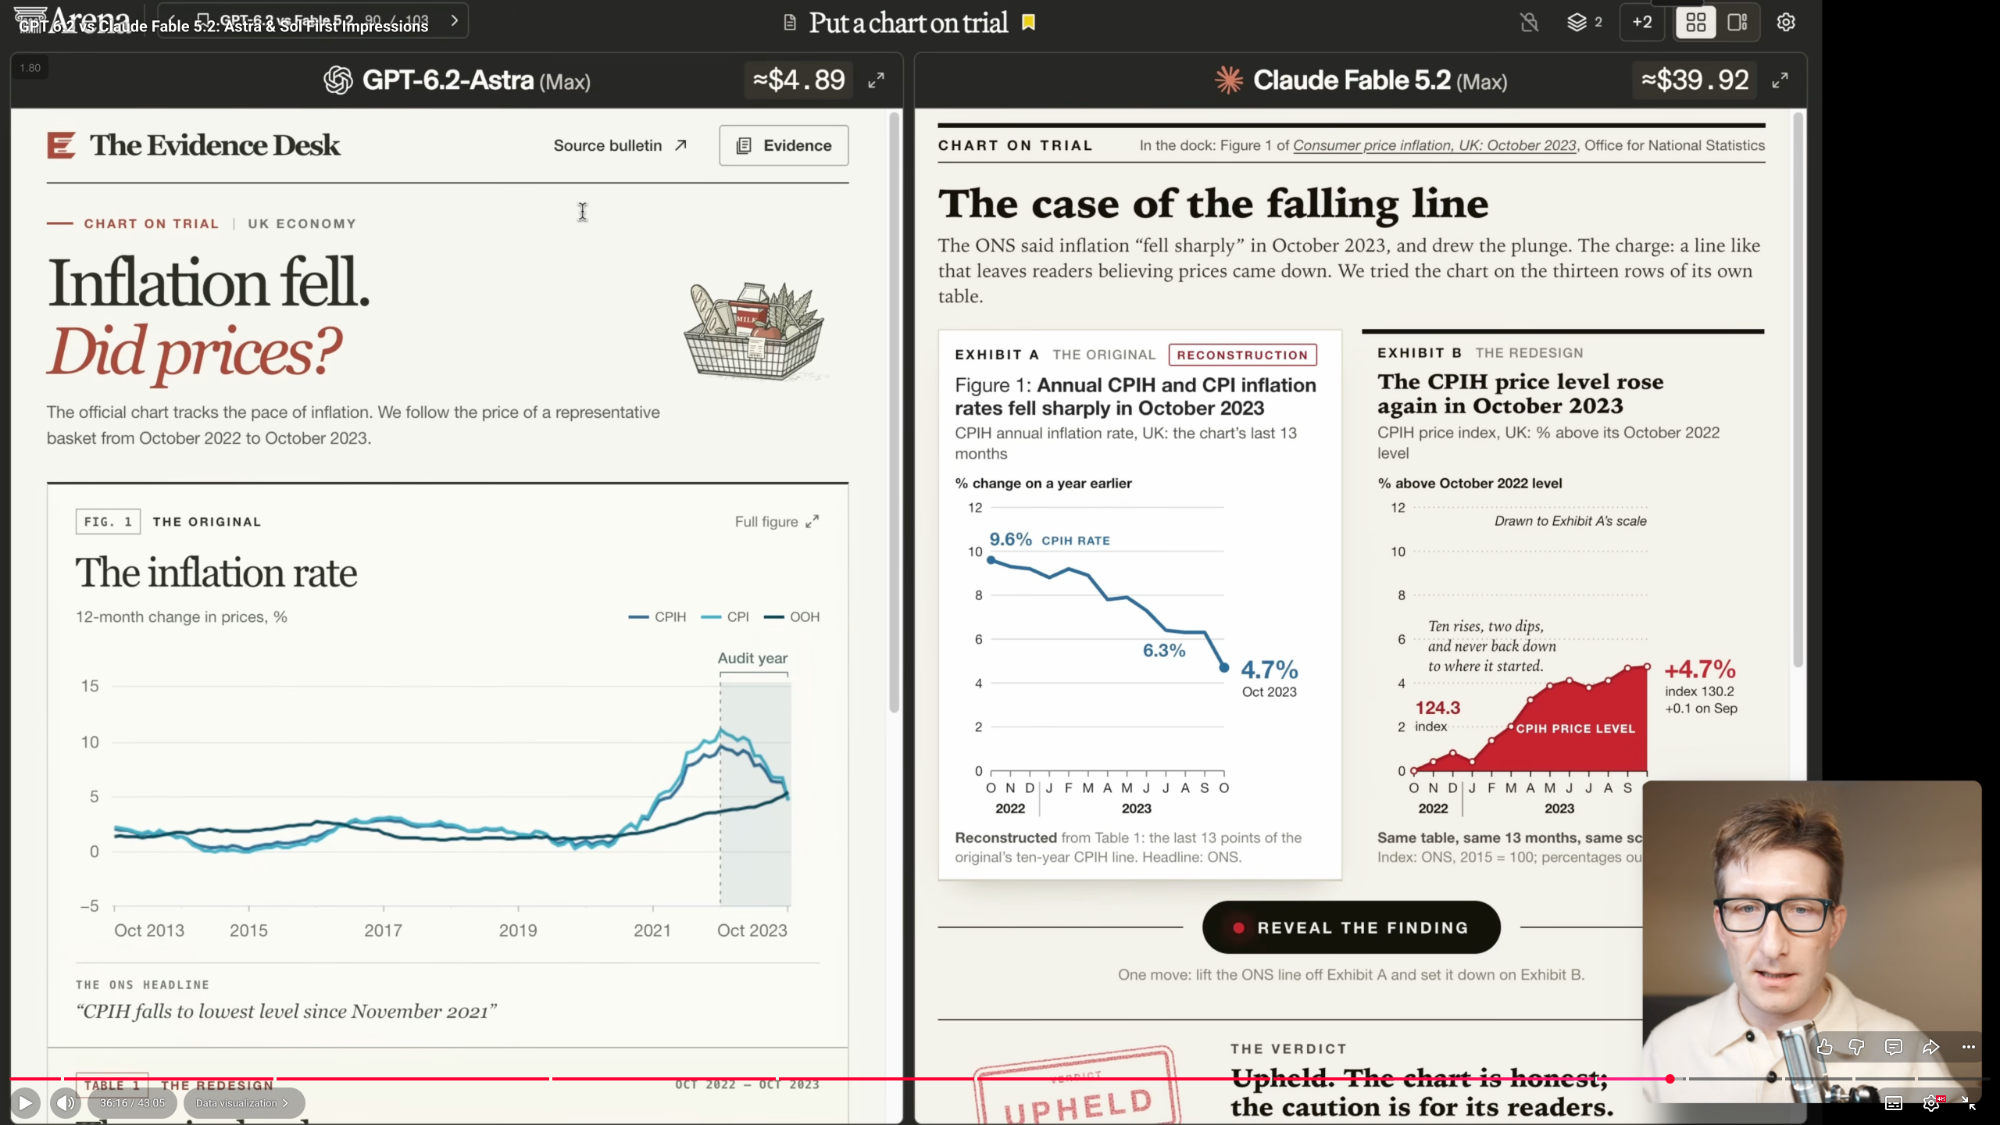 Arena
GPT-6.2 vs Fable 5.2 90 / 103
GPT 6.2 vs Claude Fable 5.2: Astra & Sol First Impressions
Put a chart on trial
2
+2
1.80
GPT-6.2-Astra (Max)
≈$4.89
The Evidence Desk
Source bulletin
Evidence
CHART ON TRIAL | UK ECONOMY
Inflation fell.
Did prices?
MILK
The official chart tracks the pace of inflation. We follow the price of a representative
basket from October 2022 to October 2023.
FIG. 1 THE ORIGINAL
Full figure
The inflation rate
12-month change in prices, %
CPIH CPI OOH
Audit year
15
10
5
0
−5
Oct 2013 2015 2017 2019 2021 Oct 2023
THE ONS HEADLINE
“CPIH falls to lowest level since November 2021”
TABLE 1 THE REDESIGN
OCT 2022 – OCT 2023
36:16 / 43:05
Data visualization
Claude Fable 5.2 (Max)
≈$39.92
CHART ON TRIAL
In the dock: Figure 1 of Consumer price inflation, UK: October 2023, Office for National Statistics
The case of the falling line
The ONS said inflation “fell sharply” in October 2023, and drew the plunge. The charge: a line like
that leaves readers believing prices came down. We tried the chart on the thirteen rows of its own
table.
EXHIBIT A THE ORIGINAL RECONSTRUCTION
Figure 1: Annual CPIH and CPI inflation
rates fell sharply in October 2023
CPIH annual inflation rate, UK: the chart’s last 13
months
% change on a year earlier
12
10
8
6
4
2
0
9.6% CPIH RATE
6.3%
4.7%
Oct 2023
O N D J F M A M J J A S O
2022 2023
Reconstructed from Table 1: the last 13 points of the
original’s ten-year CPIH line. Headline: ONS.
EXHIBIT B THE REDESIGN
The CPIH price level rose
again in October 2023
CPIH price index, UK: % above its October 2022
level
% above October 2022 level
12
10
8
6
4
2
0
Drawn to Exhibit A’s scale
Ten rises, two dips,
and never back down
to where it started.
124.3
index
CPIH PRICE LEVEL
+4.7%
index 130.2
+0.1 on Sep
O N D J F M A M J J A S
2022 2023
Same table, same 13 months, same sc
Index: ONS, 2015 = 100; percentages ou
REVEAL THE FINDING
One move: lift the ONS line off Exhibit A and set it down on Exhibit B.
VERDICT
UPHELD
THE VERDICT
Upheld. The chart is honest;
the caution is for its readers.